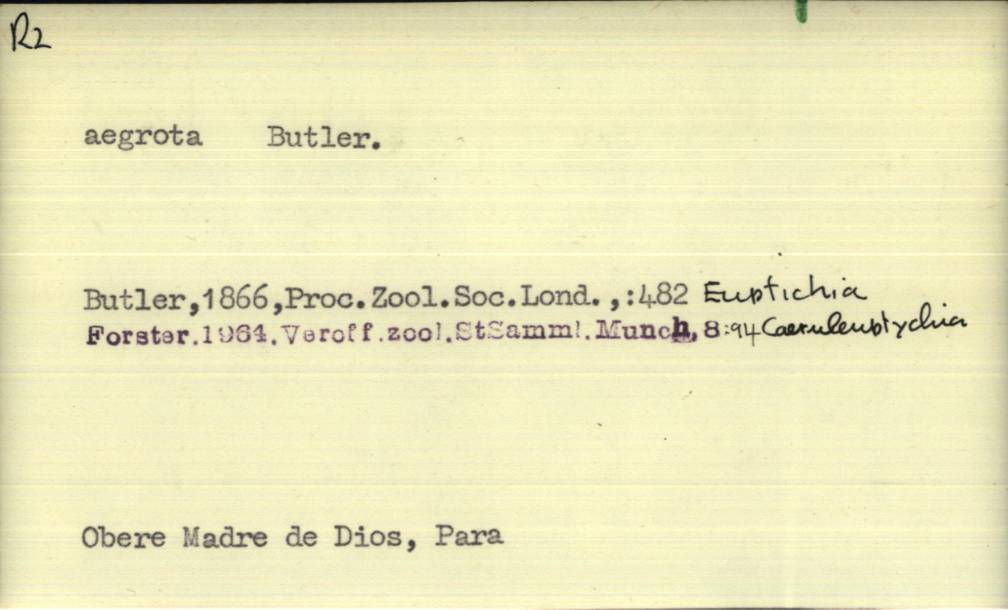 R2
aegrota Butler.
Butler,1866,Proc.Zool.Soc.Lond.,:482 Euptichia
Forster.1964.Veroff.zool.StSamml.Munch,8:94 Caeruleuptychia
Obere Madre de Dios, Para